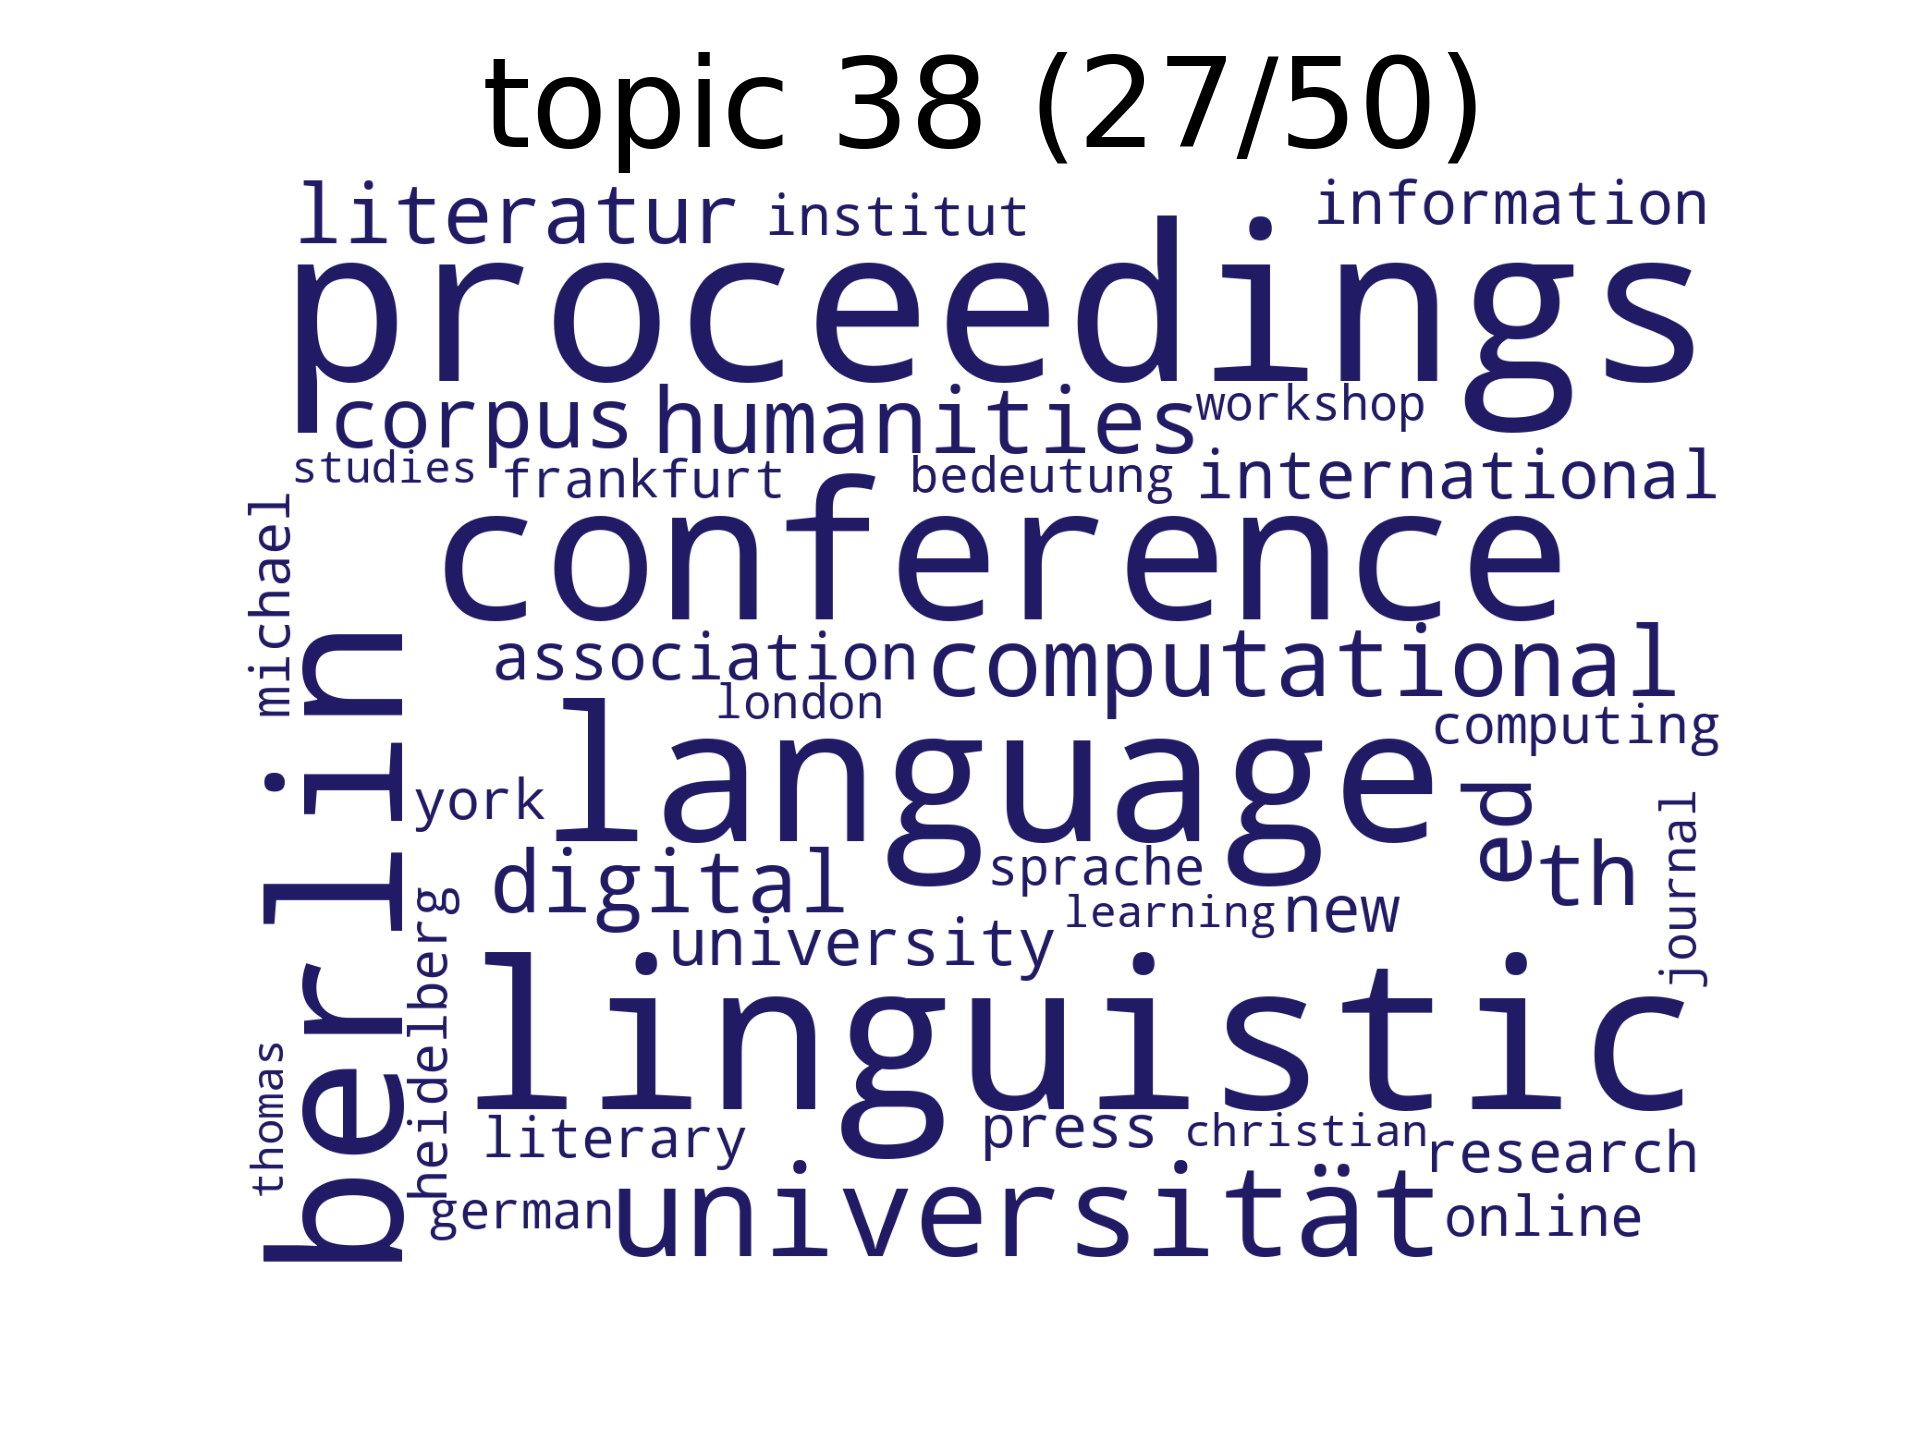 topic 38 (27/50)
literatur institut information
proceedings
corpus humanities workshop
studies frankfurt bedeutung international
michael
conference
association computational
london
computing
berlin
york language ed
journal
digital sprache th
learning new
university
heidelberg
linguistic
thomas
literary press christian research
german universität online